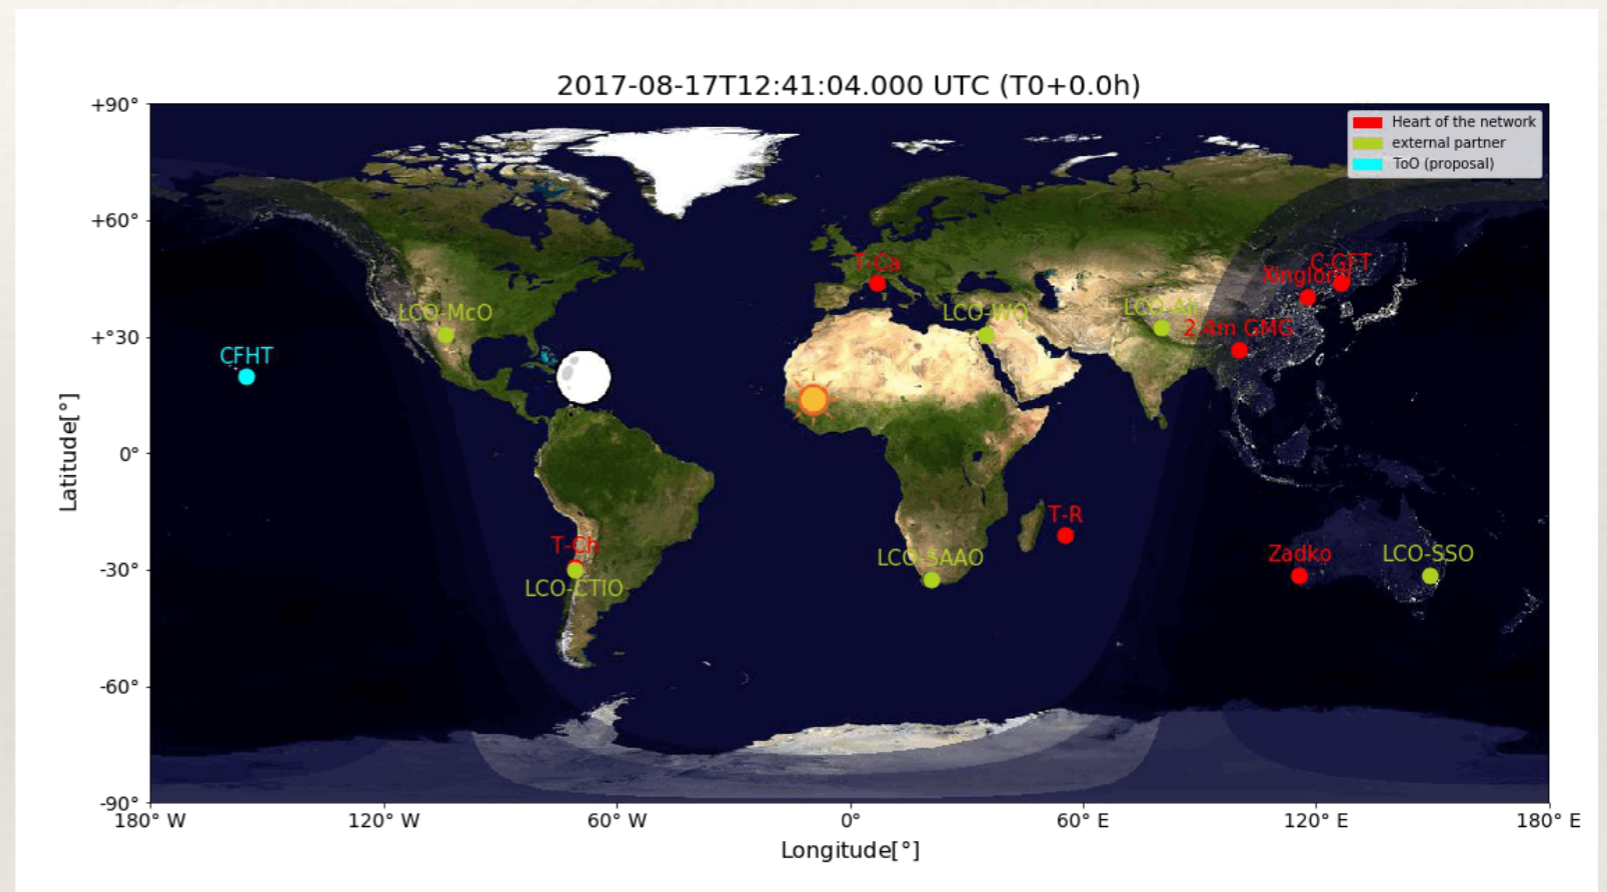 2017-08-17T12:41:04.000 UTC (T0+0.0h)
+90°
Heart of the network
external partner
ToO (proposal)
+60°
T-Ca
C-GFT
Xinglong
LCO-McO
LCO-WO
LCO-Ali
2.4m GMG
+°30
CFHT
Latitude[°]
0°
T-R
T-Ch
LCO-SAAO
Zadko
LCO-SSO
-30°
LCO-CTIO
-60°
-90°
180° W
120° W
60° W
0°
60° E
120° E
180° E
Longitude[°]